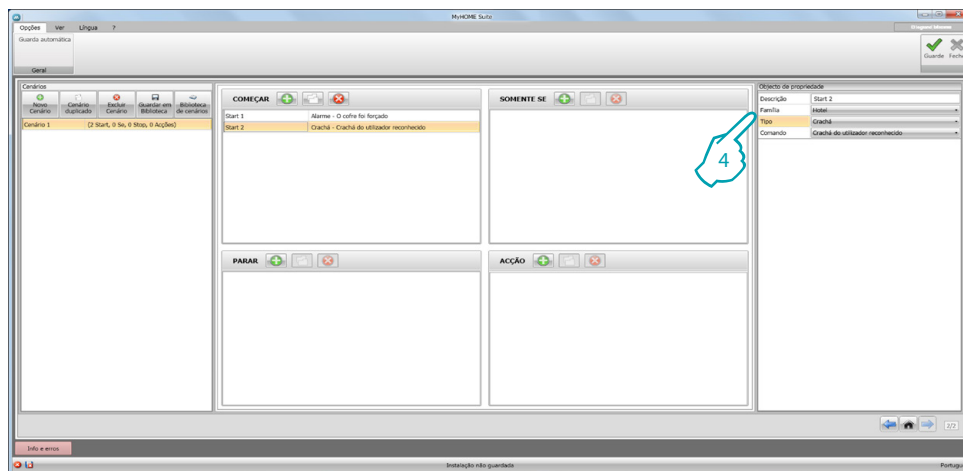 MyHOME Suite
Opções Ver Língua ?
Guarda automática
Guarde Feche
Geral
Cenários
Novo Cenário
Cenário duplicado
Excluir Cenário
Guardar em Biblioteca
Biblioteca de cenários
Cenário 1 (2 Start, 0 Se, 0 Stop, 0 Acções)
COMEÇAR
Start 1 Alarme - O cofre foi forçado
Start 2 Crachá - Crachá do utilizador reconhecido
SOMENTE SE
PARAR
ACÇÃO
Objecto de propriedade
Descrição Start 2
Família Hotel
Tipo Crachá
Comando Crachá do utilizador reconhecido
4
2/2
Info e erros
Instalação não guardada
Portugu